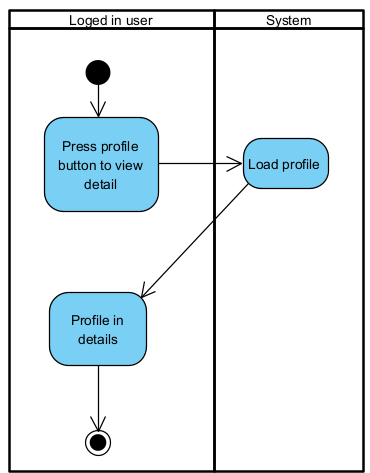 Loged in user
System
Press profile
button to view
detail
Load profile
Profile in
details